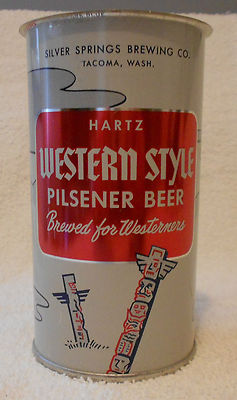 SILVER SPRINGS BREWING CO.
TACOMA, WASH.
HARTZ
WESTERN STYLE
PILSENER BEER
Brewed for Westerners